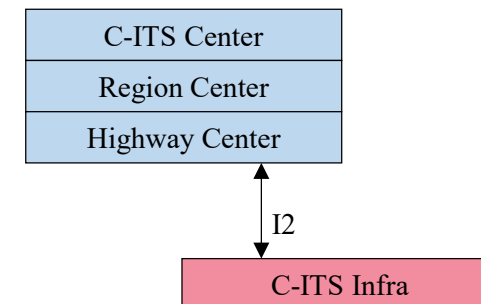 C-ITS Center
Region Center
Highway Center
I2
C-ITS Infra